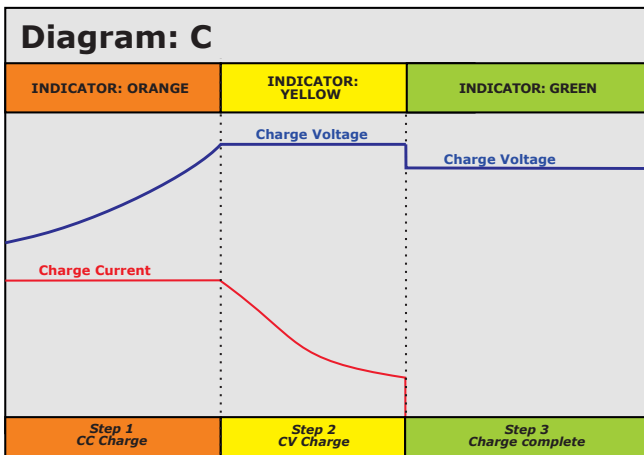 Diagram: C
INDICATOR: ORANGE
INDICATOR:
YELLOW
INDICATOR: GREEN
Charge Voltage
Charge Voltage
Charge Current
Step 1
CC Charge
Step 2
CV Charge
Step 3
Charge complete